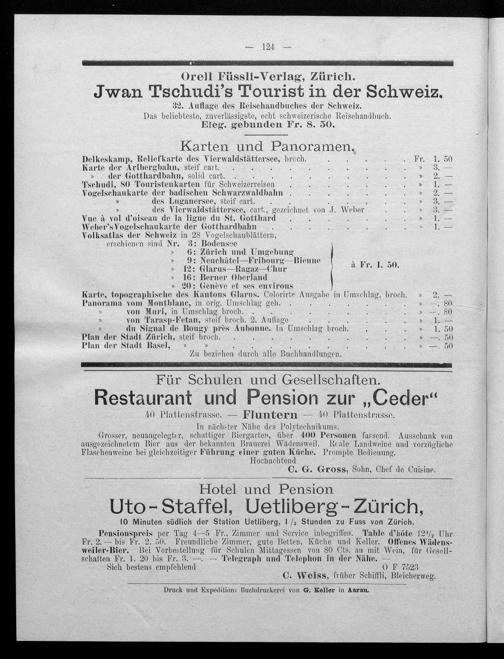 — 124 —
Orell Füssli-Verlag, Zürich.
Jwan Tschudi's Tourist in der Schweiz.
32. Auflage des Reisehandbuches der Schweiz.
Das beliebteste, zuverlässigste, echt schweizerische Reisehandbuch.
Eleg. gebunden Fr. 8. 50.
Karten und Panoramen.
Delkeskamp, Reliefkarte des Vierwaldstättersee, broch. . . . . . Fr. 1. 50
Karte der Arlbergbahn, steif cart. . . . . . . . . » 3. —
» der Gotthardbahn, solid cart. . . . . . . . . » 2. —
Tschudi, 80 Touristenkarten für Schweizerreisen . . . . . . » 1. —
Vogelschaukarte der badischen Schwarzwaldbahn . . . . . . » 2. —
» des Luganersee, steif cart. . . . . . . » 3. —
» des Vierwaldstättersee, cart., gezeichnet von J. Weber . . » 3. —
Vue à vol d'oiseau de la ligne du St. Gotthard . . . . . . » 1. —
Weber's Vogelschaukarte der Gotthardbahn . . . . . . . » 1. —
Volksatlas der Schweiz in 28 Vogelschaublättern,
erschienen sind Nr. 3: Bodensee
» 6: Zürich und Umgebung
» 9: Neuchâtel—Fribourg—Bienne
à Fr. 1. 50.
» 12: Glarus—Ragaz—Chur
» 16: Berner Oberland
» 20: Genève et ses environs
Karte, topographische des Kantons Glarus. Colorirte Ausgabe in Umschlag, broch. » 2. —
Panorama vom Montblanc, in orig. Umschlag geb. . . . . . . » —. 80
» von Muri, in Umschlag broch. . . . . . . . » —. 80
» von Tarasp-Fetan, steif broch. 2. Auflage . . . . . » 1. —
» du Signal de Bougy près Aubonne. In Umschlag broch. . . . » 1. 50
Plan der Stadt Zürich, steif broch. . . . . . . . » —. 50
Plan der Stadt Basel, » » . . . . . . . . » —. 50
Zu beziehen durch alle Buchhandlungen.
Für Schulen und Gesellschaften.
Restaurant und Pension zur „Ceder“
40 Plattenstrasse. — Fluntern — 40 Plattenstrasse.
In nächster Nähe des Polytechnikums.
Grosser, neuangelegter, schattiger Biergarten, über 400 Personen fassend. Ausschank von
ausgezeichnetem Bier aus der bekannten Brauerei Wädensweil. Reale Landweine und vorzügliche
Flaschenweine bei gleichzeitiger Führung einer guten Küche. Prompte Bedienung.
Hochachtend
C. G. Gross, Sohn, Chef de Cuisine.
Hotel und Pension
Uto-Staffel, Uetliberg-Zürich,
10 Minuten südlich der Station Uetliberg, 1½ Stunden zu Fuss von Zürich.
Pensionspreis per Tag 4—5 Fr., Zimmer und Service inbegriffen. Table d'hôte 12½ Uhr
Fr. 2. — bis Fr. 2. 50. Freundliche Zimmer, gute Betten, Küche und Keller. Offenes Wädens-
weiler-Bier. Bei Vorbestellung für Schulen Mittagessen von 80 Cts. an mit Wein, für Gesell-
schaften Fr. 1. 20 bis Fr. 3. —. — Telegraph und Telephon in der Nähe. —
Sich bestens empfehlend O F 7523
C. Weiss, früher Schiffli, Bleicherweg.
Druck und Expedition: Buchdruckerei von G. Keller in Aarau.